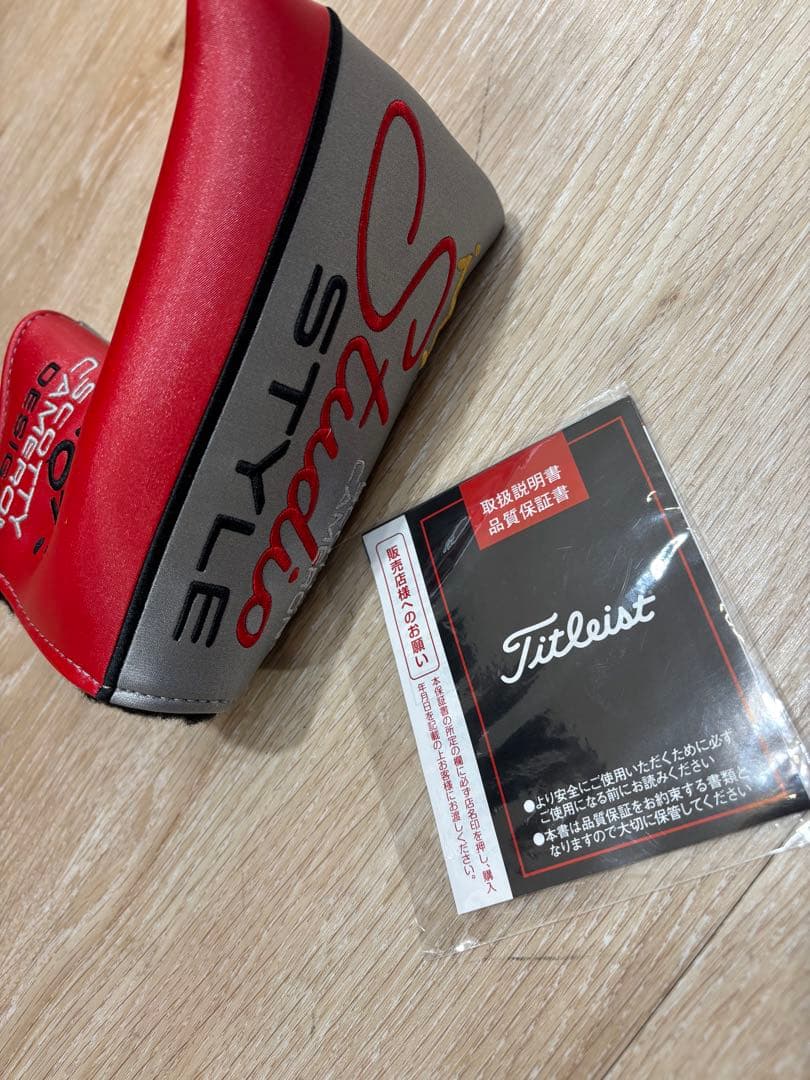 Studio
STYLE
SCOTTY
CAMERON
DESIGN
取扱説明書
品質保証書
販売店様へのお願い
本保証書の所定の欄に必ず店名印を押し、購入
年月日を記載の上お客様にお渡しください。
Titleist
●より安全にご使用いただくために必ず
ご使用になる前にお読みください
●本書は品質保証をお約束する書類と
なりますので大切に保管してください